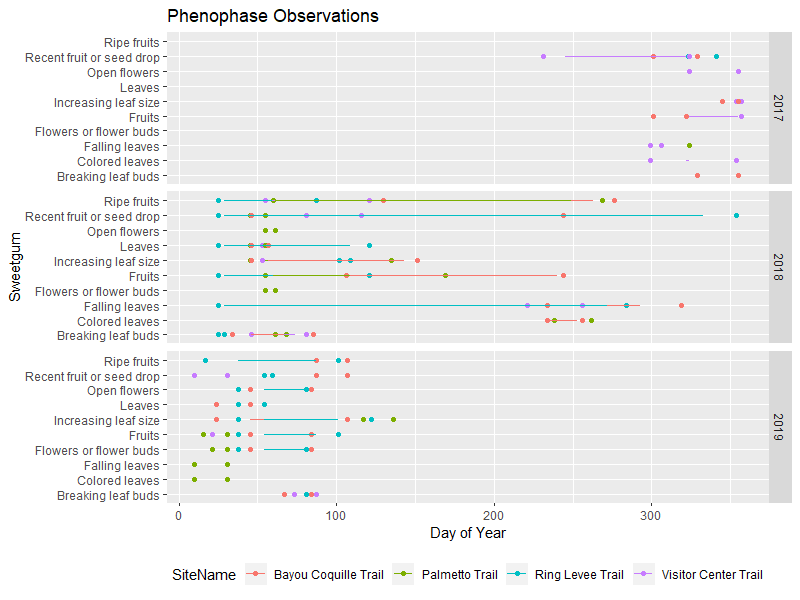 Phenophase Observations
Sweetgum
Ripe fruits
Recent fruit or seed drop
Open flowers
Leaves
Increasing leaf size
Fruits
Flowers or flower buds
Falling leaves
Colored leaves
Breaking leaf buds
2017
Ripe fruits
Recent fruit or seed drop
Open flowers
Leaves
Increasing leaf size
Fruits
Flowers or flower buds
Falling leaves
Colored leaves
Breaking leaf buds
2018
Ripe fruits
Recent fruit or seed drop
Open flowers
Leaves
Increasing leaf size
Fruits
Flowers or flower buds
Falling leaves
Colored leaves
Breaking leaf buds
2019
0 100 200 300
Day of Year
SiteName Bayou Coquille Trail Palmetto Trail Ring Levee Trail Visitor Center Trail